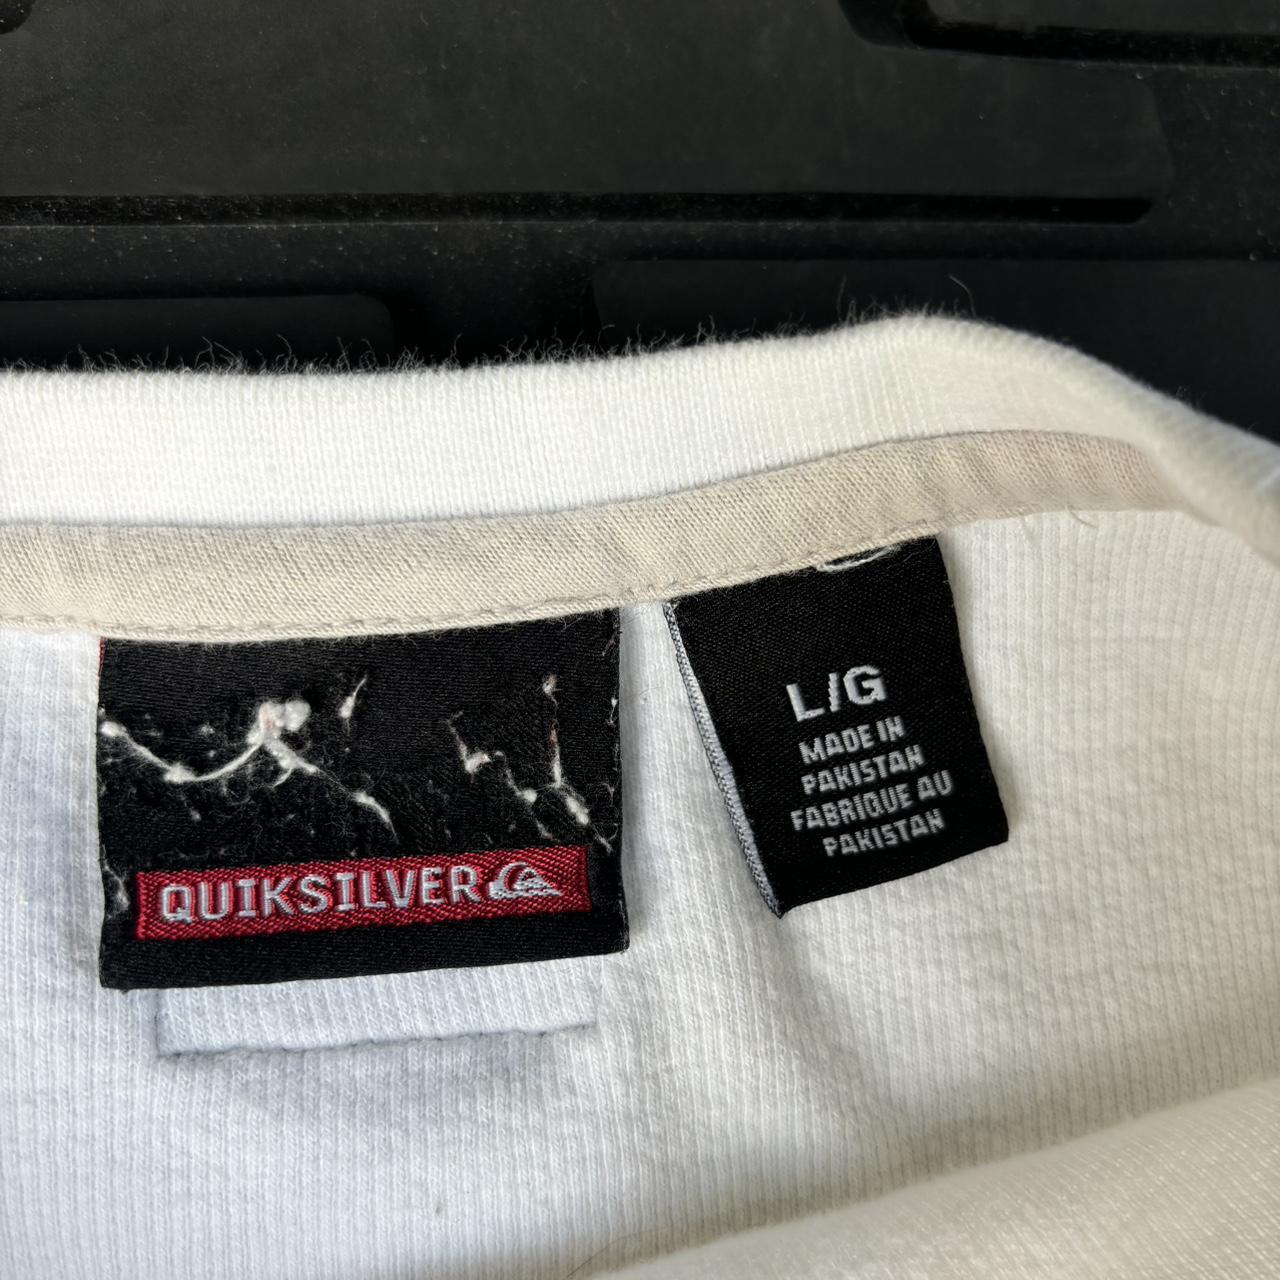 QUIKSILVER
L/G
MADE IN
PAKISTAN
FABRIQUE AU
PAKISTAN